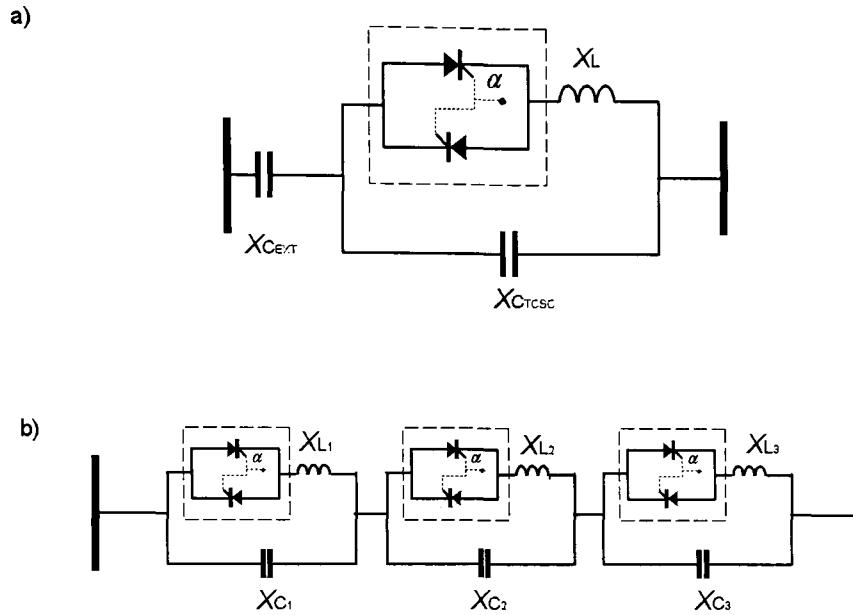 a)
α
XL
XCEXT
XCTCSC
b)
XL1
XL2
XL3
α
α
α
XC1
XC2
XC3